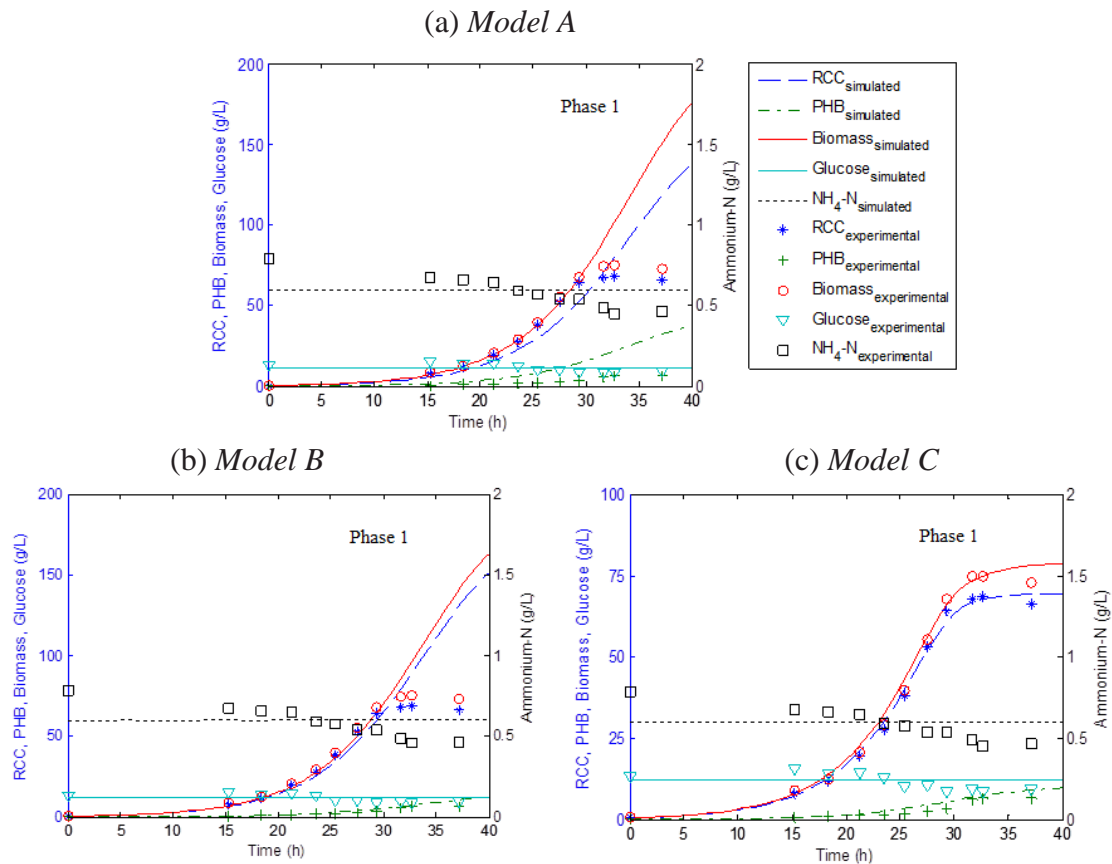 (a) Model A
200
150
100
50
0
RCC, PHB, Biomass, Glucose (g/L)
Phase 1
2
1.5
1
0.5
0
Ammonium-N (g/L)
0 5 10 15 20 25 30 35 40
Time (h)
RCCsimulated
PHBsimulated
Biomasssimulated
Glucosesimulated
NH4-Nsimulated
RCCexperimental
PHBexperimental
Biomassexperimental
Glucoseexperimental
NH4-Nexperimental
(b) Model B
200
150
100
50
0
RCC, PHB, Biomass, Glucose (g/L)
Phase 1
2
1.5
1
0.5
0
Ammonium-N (g/L)
0 5 10 15 20 25 30 35 40
Time (h)
(c) Model C
100
75
50
25
0
RCC, PHB, Biomass, Glucose (g/L)
Phase 1
2
1.5
1
0.5
0
Ammonium-N (g/L)
0 5 10 15 20 25 30 35 40
Time (h)